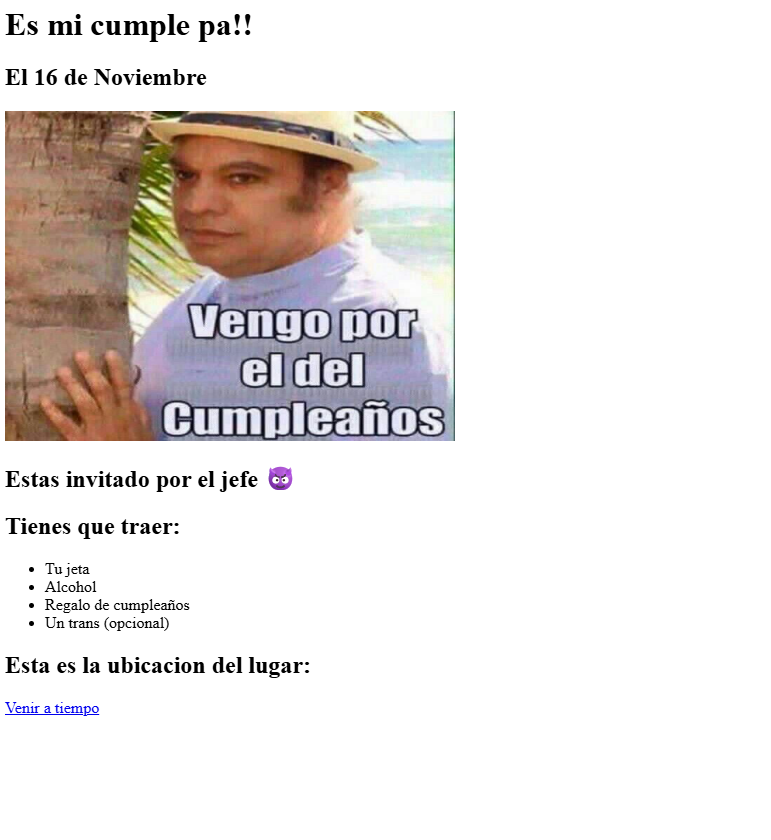 Es mi cumple pa!!
El 16 de Noviembre
Vengo por
el del
Cumpleaños
Estas invitado por el jefe 👿
Tienes que traer:
Tu jeta
Alcohol
Regalo de cumpleaños
Un trans (opcional)
Esta es la ubicacion del lugar:
Venir a tiempo